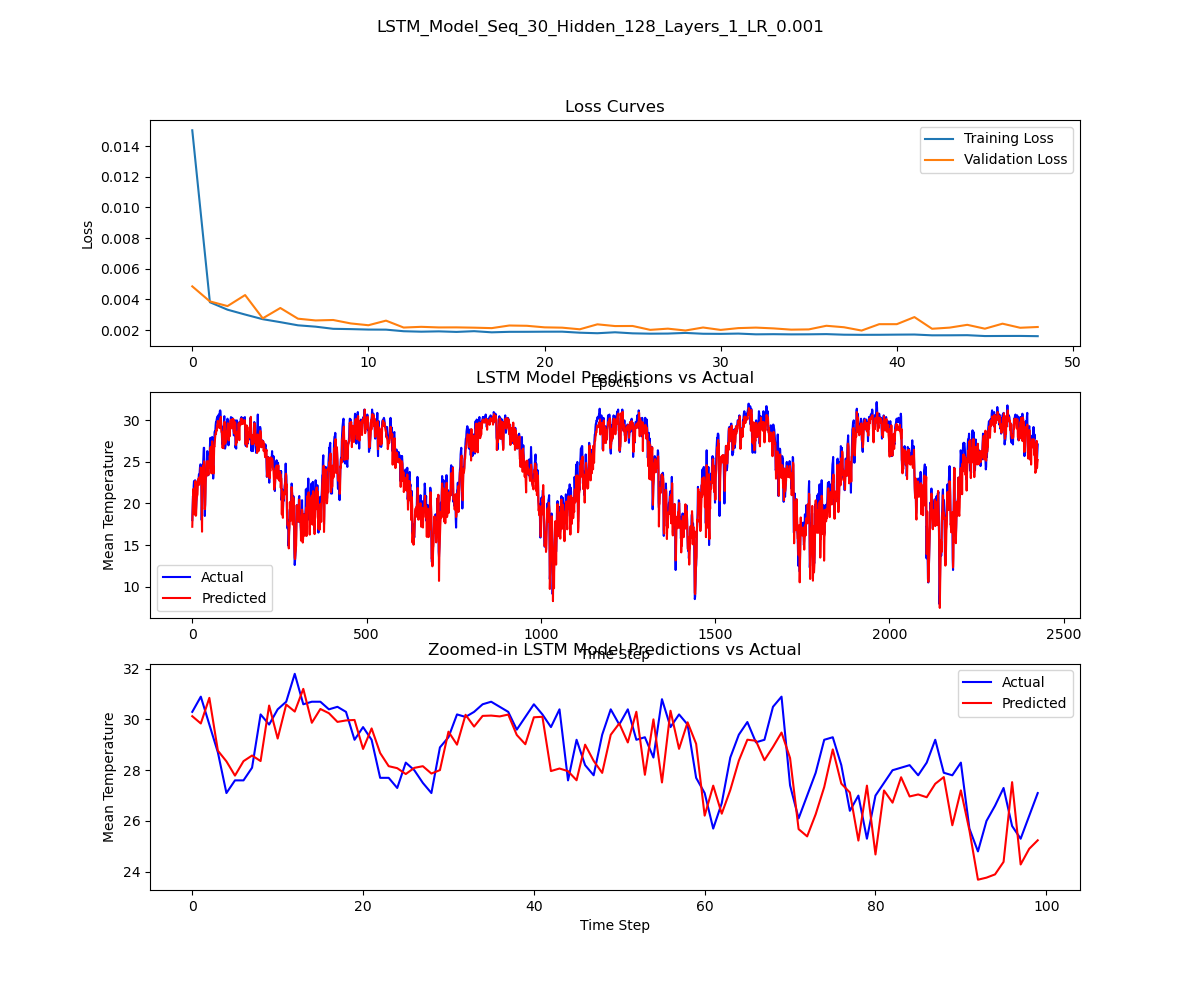 LSTM_Model_Seq_30_Hidden_128_Layers_1_LR_0.001
Loss Curves
Loss
0.014
0.012
0.010
0.008
0.006
0.004
0.002
Training Loss
Validation Loss
0 10 20 30 40 50
Epochs
LSTM Model Predictions vs Actual
Mean Temperature
30
25
20
15
10
Actual
Predicted
0 500 1000 1500 2000 2500
Time Step
Zoomed-in LSTM Model Predictions vs Actual
Mean Temperature
32
30
28
26
24
Actual
Predicted
0 20 40 60 80 100
Time Step